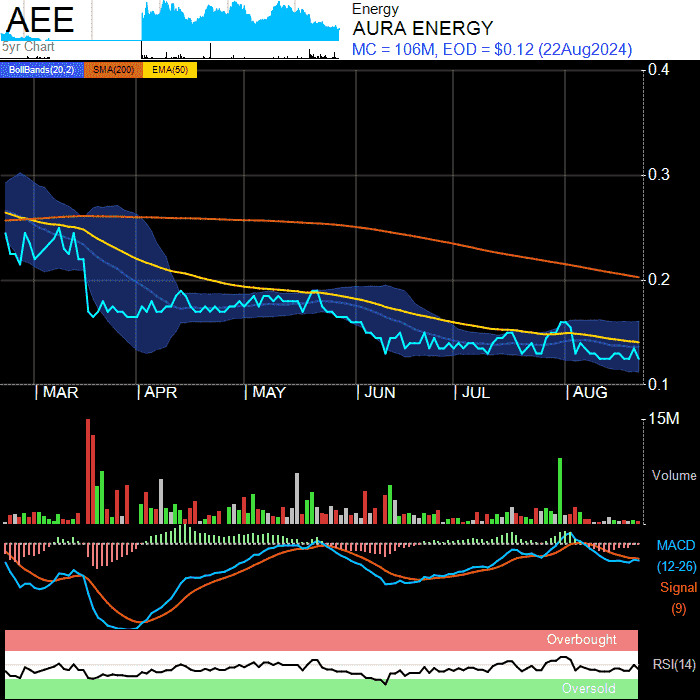 AEE
5yr Chart
Energy
AURA ENERGY
MC = 106M, EOD = $0.12 (22Aug2024)
BollBands(20,2) SMA(200) EMA(50)
0.4
0.3
0.2
0.1
MAR APR MAY JUN JUL AUG
15M
Volume
MACD
(12-26)
Signal
(9)
Overbought
RSI(14)
Oversold